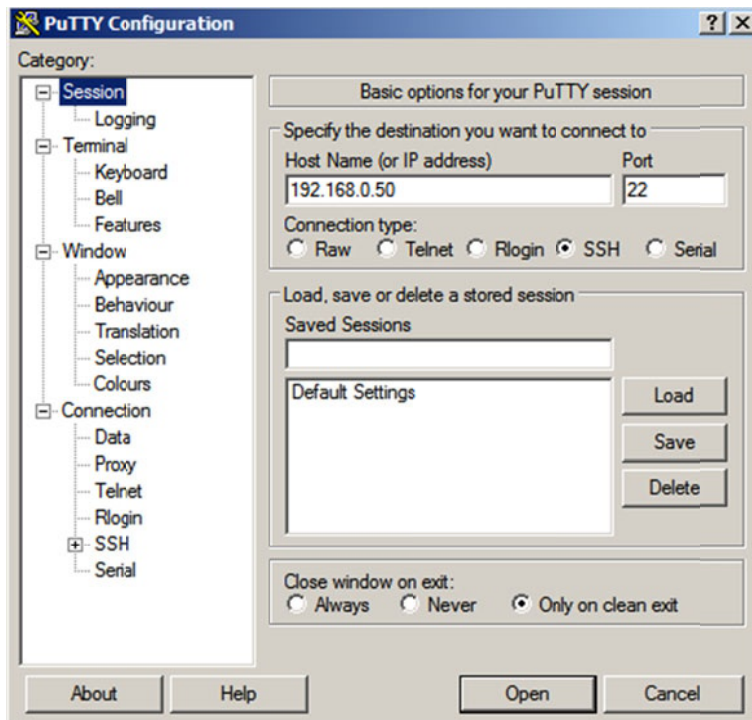 PuTTY Configuration
Category:
Session
Logging
Terminal
Keyboard
Bell
Features
Window
Appearance
Behaviour
Translation
Selection
Colours
Connection
Data
Proxy
Telnet
Rlogin
SSH
Serial
Basic options for your PuTTY session
Specify the destination you want to connect to
Host Name (or IP address) Port
192.168.0.50 22
Connection type:
Raw Telnet Rlogin SSH Serial
Load, save or delete a stored session
Saved Sessions
Default Settings
Load
Save
Delete
Close window on exit:
Always Never Only on clean exit
About Help Open Cancel